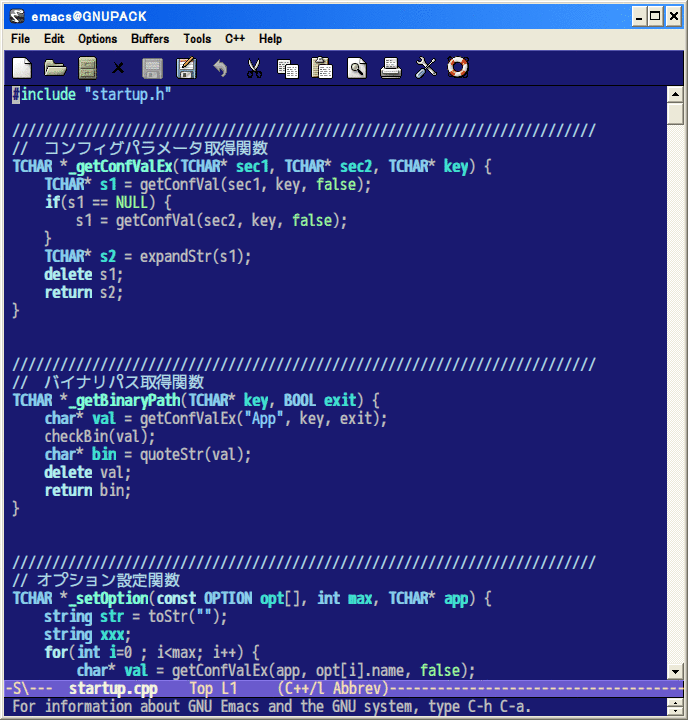 emacs@GNUPACK
File Edit Options Buffers Tools C++ Help
#include "startup.h"
/////////////////////////////////////////////////////////////////////////
//  コンフィグパラメータ取得関数
TCHAR *_getConfValEx(TCHAR* sec1, TCHAR* sec2, TCHAR* key) {
    TCHAR* s1 = getConfVal(sec1, key, false);
    if(s1 == NULL) {
        s1 = getConfVal(sec2, key, false);
    }
    TCHAR* s2 = expandStr(s1);
    delete s1;
    return s2;
}
/////////////////////////////////////////////////////////////////////////
//  バイナリパス取得関数
TCHAR *_getBinaryPath(TCHAR* key, BOOL exit) {
    char* val = getConfValEx("App", key, exit);
    checkBin(val);
    char* bin = quoteStr(val);
    delete val;
    return bin;
}
/////////////////////////////////////////////////////////////////////////
// オプション設定関数
TCHAR *_setOption(const OPTION opt[], int max, TCHAR* app) {
    string str = toStr("");
    string xxx;
    for(int i=0 ; i<max; i++) {
        char* val = getConfValEx(app, opt[i].name, false);
-S\---  startup.cpp    Top L1     (C++/l Abbrev)-------------------------------------
For information about GNU Emacs and the GNU system, type C-h C-a.